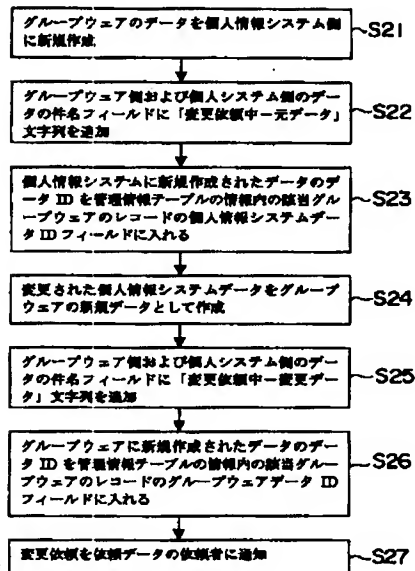 グループウェアのデータを個人情報システム側
に新規作成
S21
グループウェア側および個人システム側のデー
タの件名フィールドに「変更依頼中－元データ」
文字列を追加
S22
個人情報システムに新規作成されたデータのデ
ータ ID を管理情報テーブルの情報内の該当グル
ープウェアのレコードの個人情報システムデー
タ ID フィールドに入れる
S23
変更された個人情報システムデータをグループ
ウェアの新規データとして作成
S24
グループウェア側および個人システム側のデー
タの件名フィールドに「変更依頼中－変更デー
タ」文字列を追加
S25
グループウェアに新規作成されたデータのデー
タ ID を管理情報テーブルの情報内の該当グルー
プウェアのレコードのグループウェアデータ ID
フィールドに入れる
S26
変更依頼を依頼データの依頼者に通知
S27